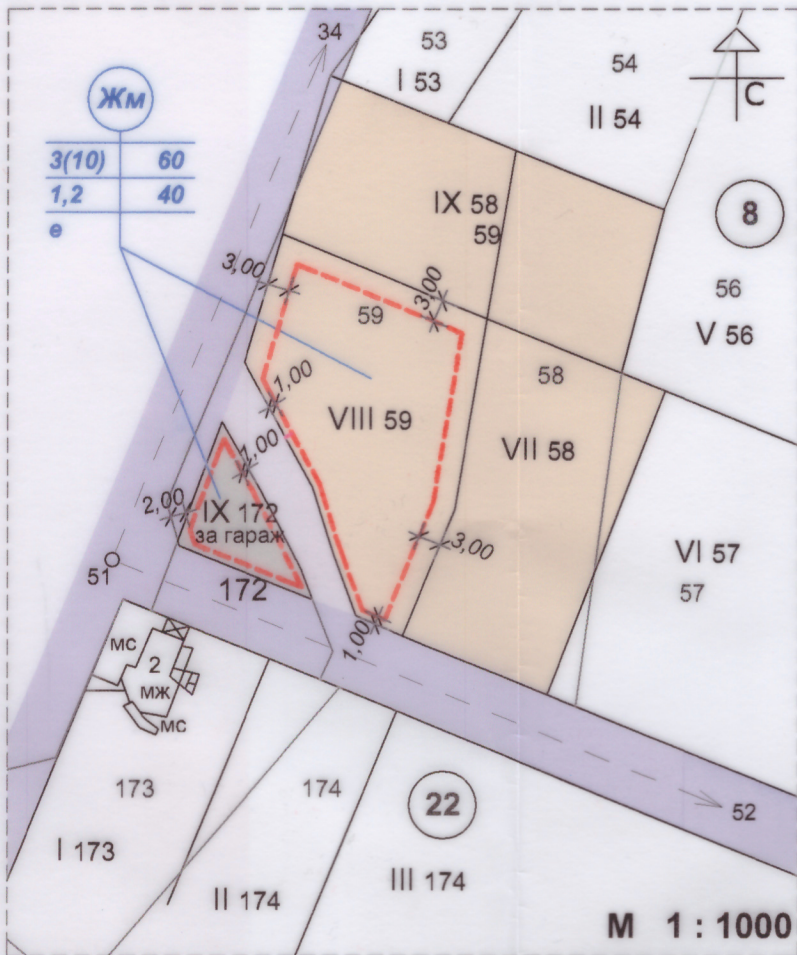 34
53
I 53
54
II 54
С
Жм
3(10) 60
1,2 40
е
IX 58
59
8
56
V 56
3,00
3,00
59
58
1,00
VIII 59
VII 58
1,00
2,00
IX 172
за гараж
3,00
VI 57
57
51
172
1,00
мс
2
мж
мс
173
174
22
52
I 173
II 174
III 174
М 1 : 1000